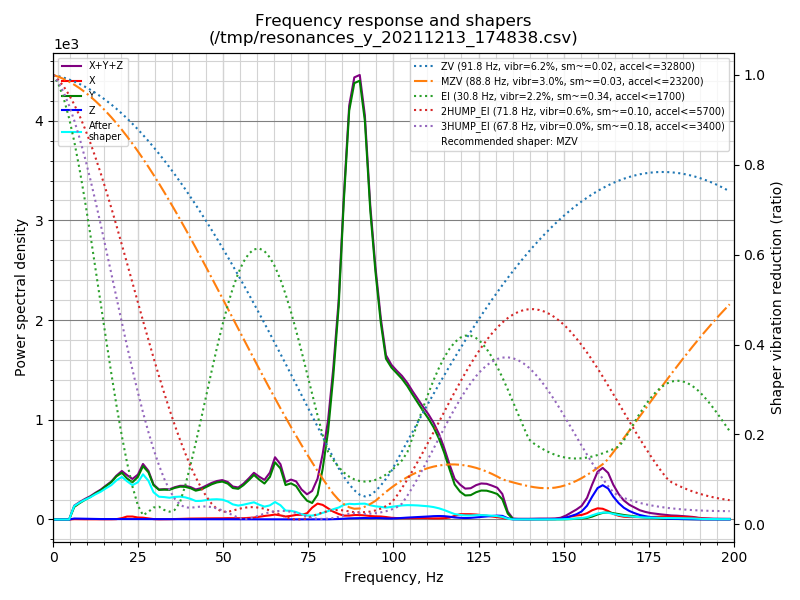 Frequency response and shapers
(/tmp/resonances_y_20211213_174838.csv)
1e3
X+Y+Z
X
Y
Z
After
shaper
ZV (91.8 Hz, vibr=6.2%, sm~=0.02, accel<=32800)
MZV (88.8 Hz, vibr=3.0%, sm~=0.03, accel<=23200)
EI (30.8 Hz, vibr=2.2%, sm~=0.34, accel<=1700)
2HUMP_EI (71.8 Hz, vibr=0.6%, sm~=0.10, accel<=5700)
3HUMP_EI (67.8 Hz, vibr=0.0%, sm~=0.18, accel<=3400)
Recommended shaper: MZV
4
3
2
1
0
Power spectral density
1.0
0.8
0.6
0.4
0.2
0.0
Shaper vibration reduction (ratio)
0 25 50 75 100 125 150 175 200
Frequency, Hz